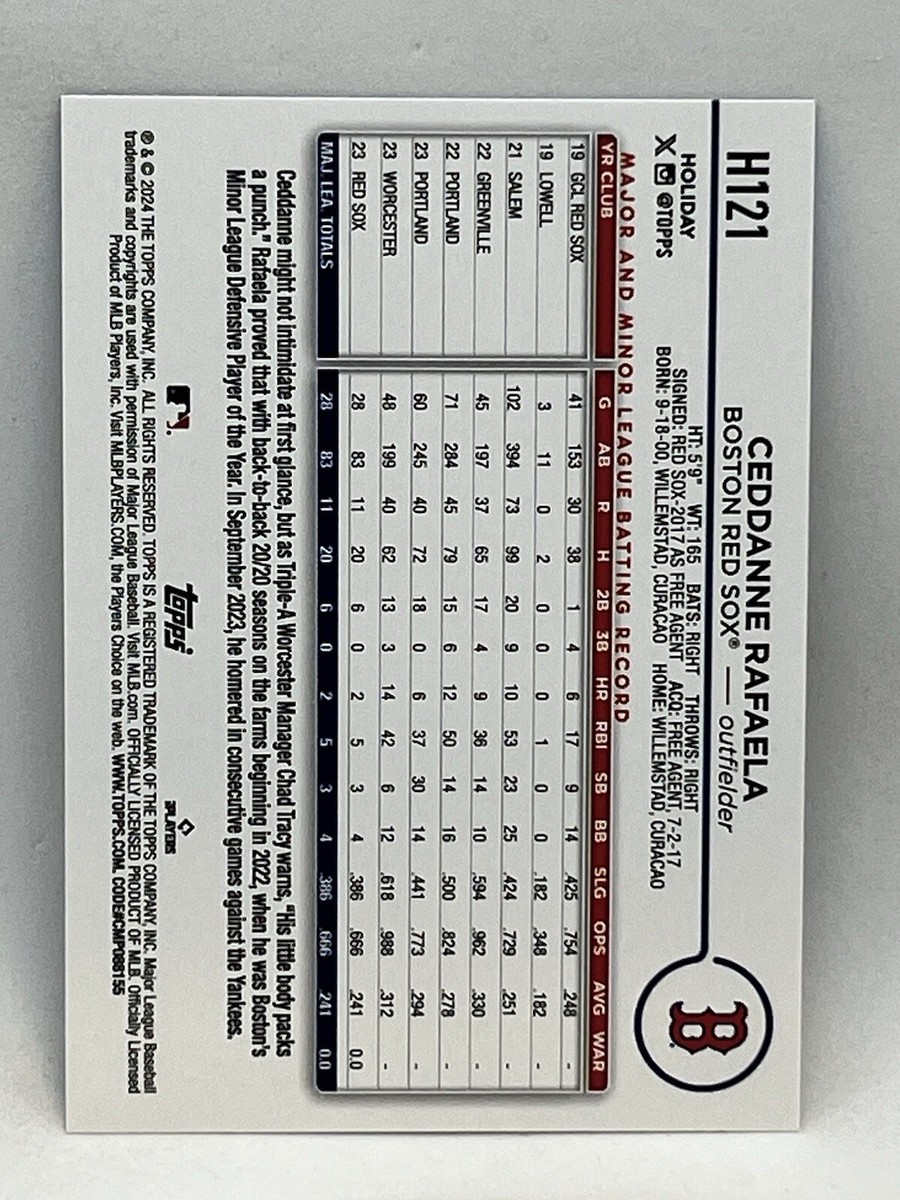 H121
CEDDANNE RAFAELA
BOSTON RED SOX® — outfielder
HT: 5'9" WT: 165 BATS: RIGHT THROWS: RIGHT
HOLIDAY SIGNED: RED SOX-2017 AS FREE AGENT ACQ: FREE AGENT, 7-2-17
X @TOPPS BORN: 9-18-00, WILLEMSTAD, CURACAO HOME: WILLEMSTAD, CURACAO
B
MAJOR AND MINOR LEAGUE BATTING RECORD
YR CLUB G AB R H 2B 3B HR RBI SB BB SLG OPS AVG WAR
19 GCL RED SOX 41 153 30 38 1 4 6 17 9 14 .425 .754 .248 -
19 LOWELL 3 11 0 2 0 0 0 1 0 0 .182 .348 .182 -
21 SALEM 102 394 73 99 20 9 10 53 23 25 .424 .729 .251 -
22 GREENVILLE 45 197 37 65 17 4 9 36 14 10 .594 .962 .330 -
22 PORTLAND 71 284 45 79 15 6 12 50 14 16 .500 .824 .278 -
23 PORTLAND 60 245 40 72 18 0 6 37 30 14 .441 .773 .294 -
23 WORCESTER 48 199 40 62 13 3 14 42 6 12 .618 .988 .312 -
23 RED SOX 28 83 11 20 6 0 2 5 3 4 .386 .666 .241 0.0
MAJ. LEA. TOTALS 28 83 11 20 6 0 2 5 3 4 .386 .666 .241 0.0
Ceddanne might not intimidate at first glance, but as Triple-A Worcester Manager Chad Tracy warns, "His little body packs
a punch." Rafaela proved that with back-to-back 20/20 seasons on the farms beginning in 2022, when he was Boston's
Minor League Defensive Player of the Year. In September 2023, he homered in consecutive games against the Yankees.
topps
PLAYERS
® & © 2024 THE TOPPS COMPANY, INC. ALL RIGHTS RESERVED. TOPPS IS A REGISTERED TRADEMARK OF THE TOPPS COMPANY, INC. Major League Baseball
trademarks and copyrights are used with permission of Major League Baseball. Visit MLB.com. OFFICIALLY LICENSED PRODUCT OF MLB. Officially Licensed
Product of MLB Players, Inc. Visit MLBPLAYERS.COM, the Players Choice on the web. WWW.TOPPS.COM. CODE#CMP088155